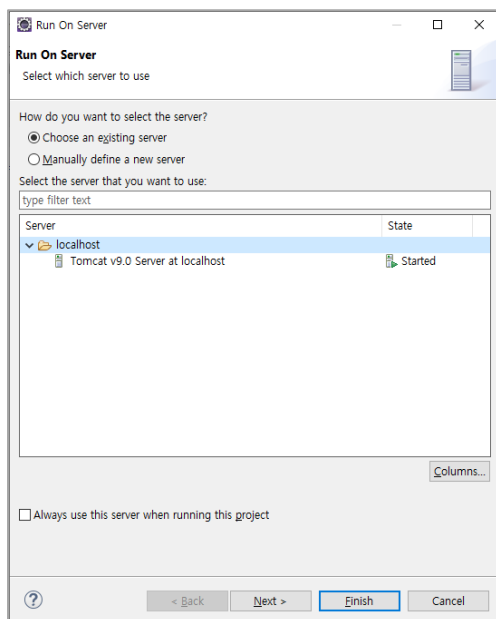 Run On Server
Run On Server
Select which server to use
How do you want to select the server?
Choose an existing server
Manually define a new server
Select the server that you want to use:
type filter text
Server State
localhost
Tomcat v9.0 Server at localhost Started
Columns...
Always use this server when running this project
? < Back Next > Finish Cancel